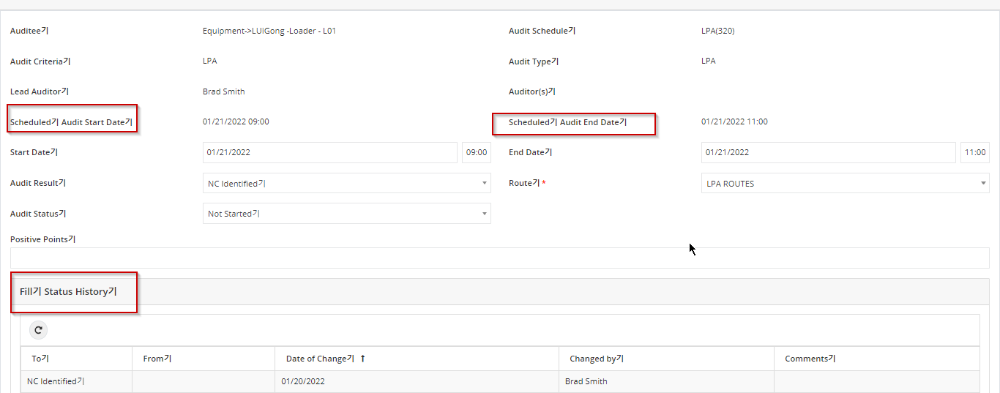 Auditee기 Equipment->LUiGong -Loader - L01 Audit Schedule기 LPA(320)
Audit Criteria기 LPA Audit Type기 LPA
Lead Auditor기 Brad Smith Auditor(s)기
Scheduled기 Audit Start Date기 01/21/2022 09:00 Scheduled기 Audit End Date기 01/21/2022 11:00
Start Date기 01/21/2022 09:00 End Date기 01/21/2022 11:00
Audit Result기 NC Identified기 Route기 * LPA ROUTES
Audit Status기 Not Started기
Positive Points기
Fill기 Status History기
To기 From기 Date of Change기 ↑ Changed by기 Comments기
NC Identified기 01/20/2022 Brad Smith